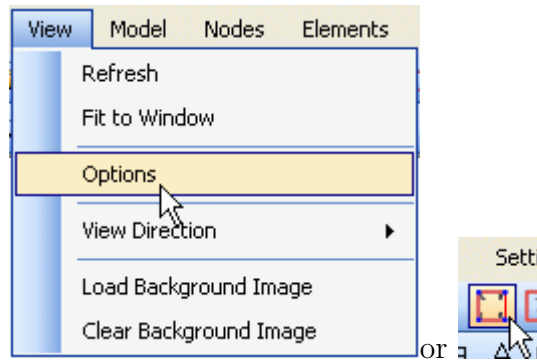 View Model Nodes Elements
Refresh
Fit to Window
Options
View Direction
Load Background Image
Clear Background Image
or